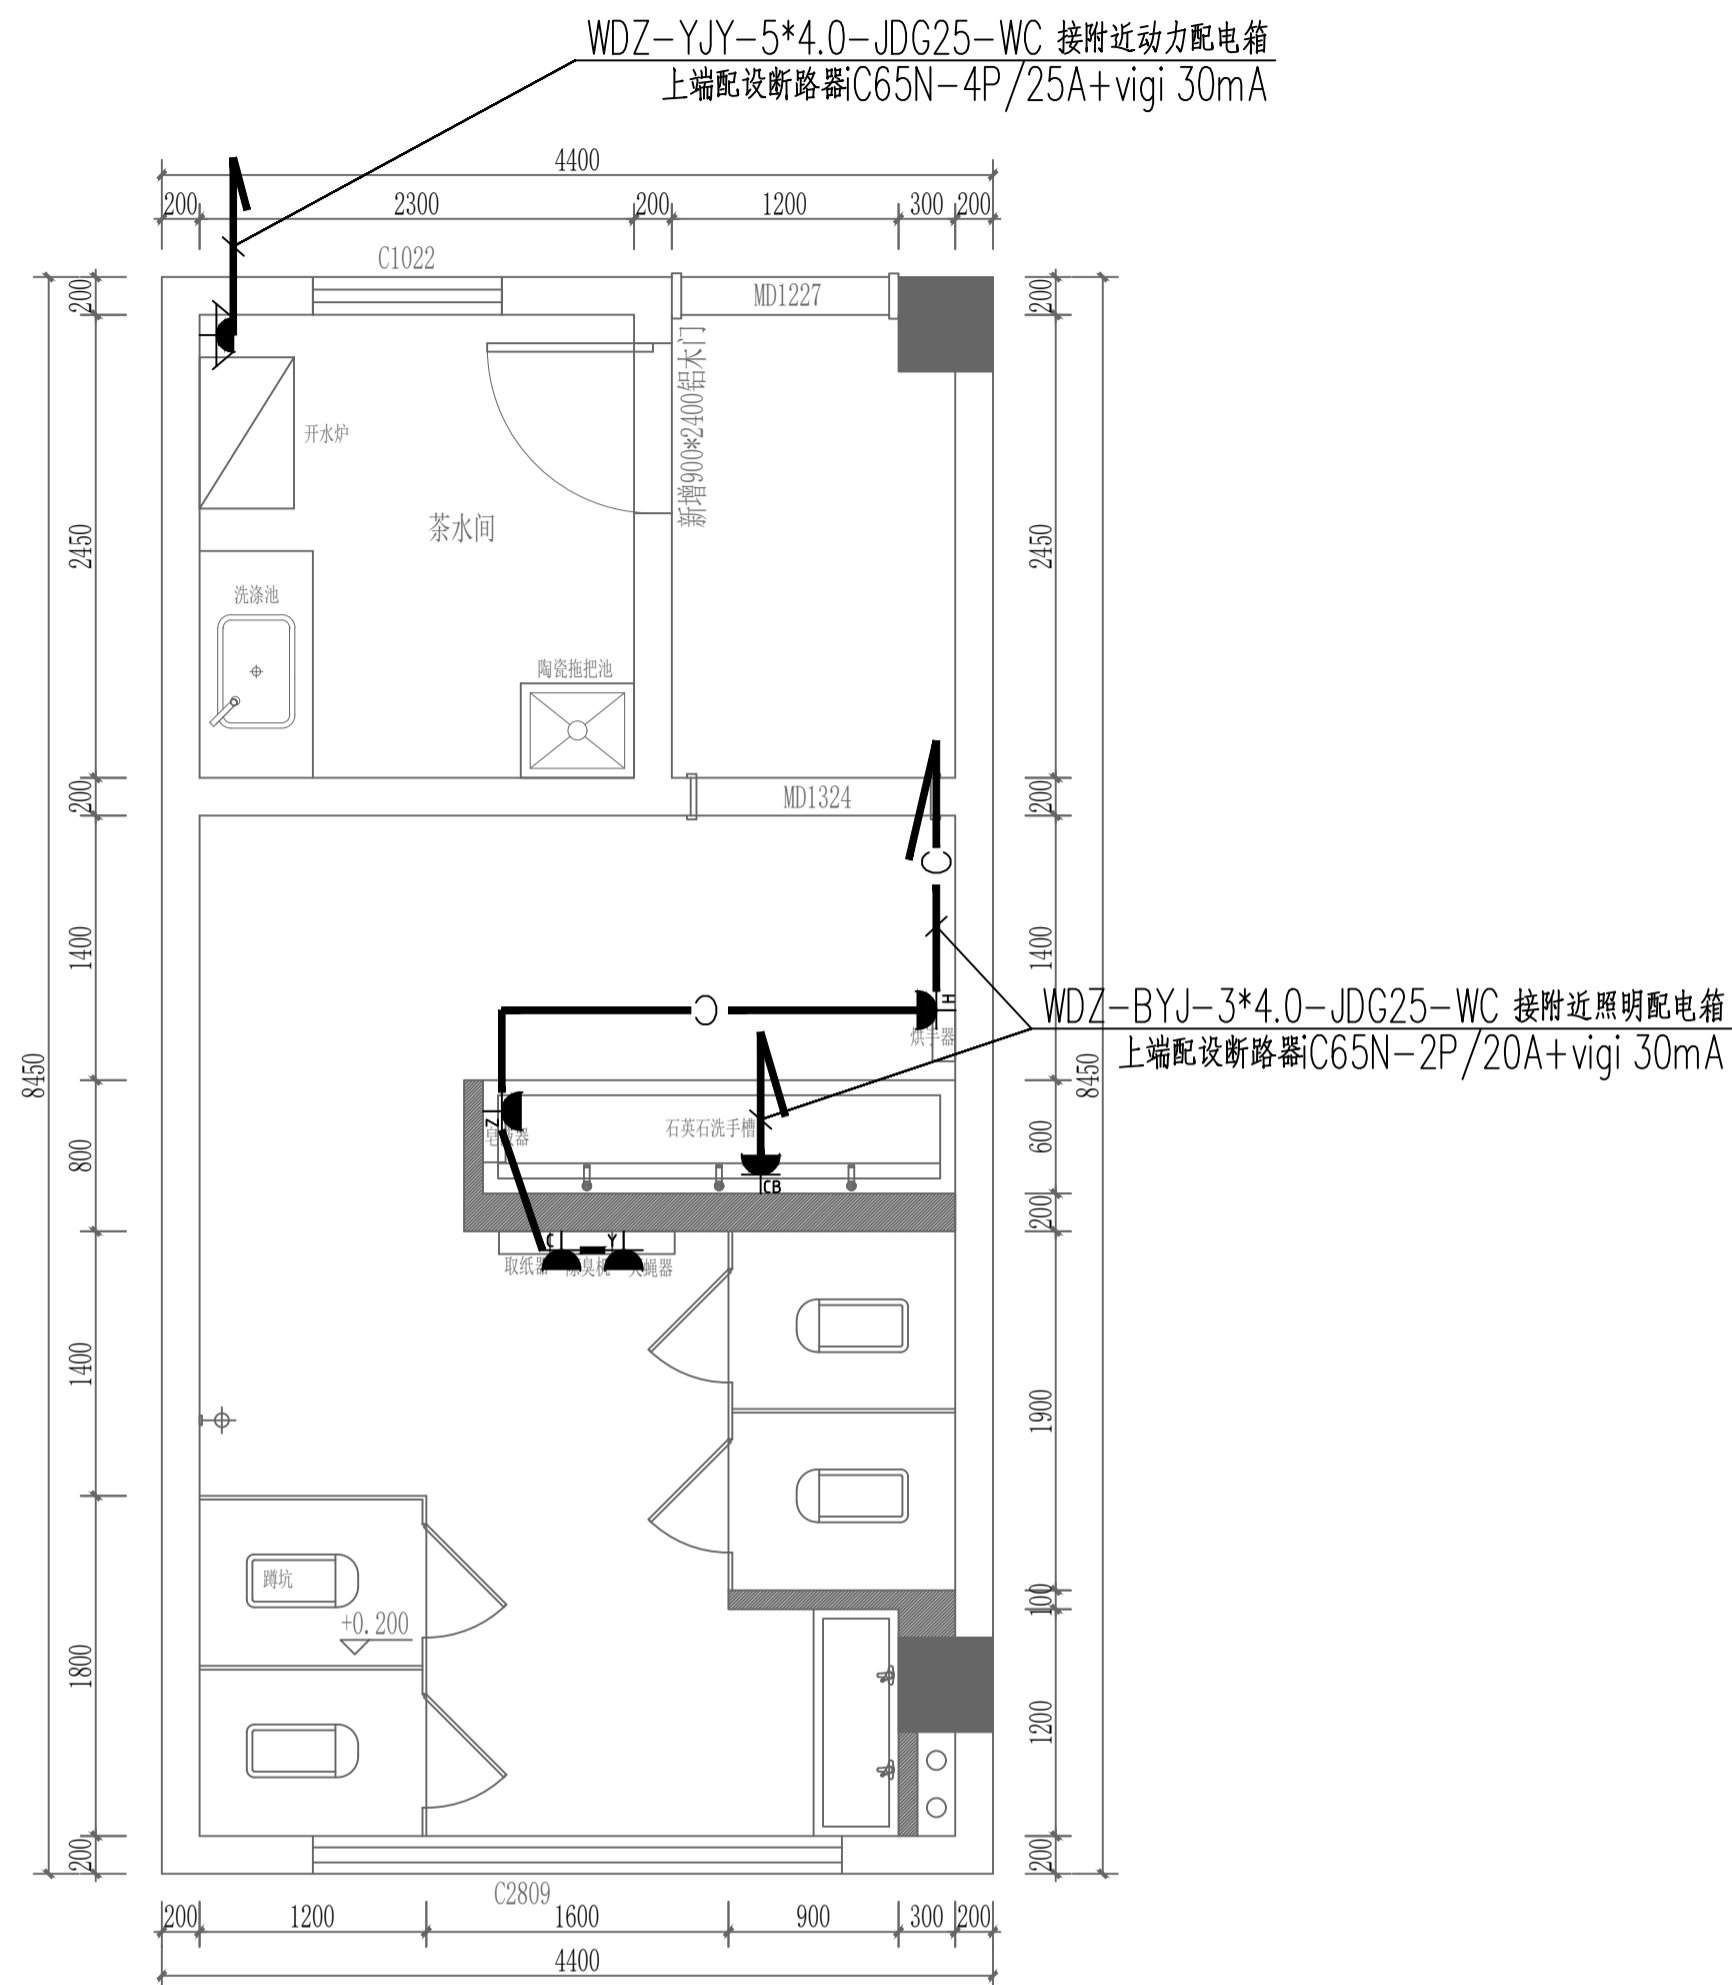 WDZ-YJY-5*4.0-JDG25-WC 接附近动力配电箱
上端配设断路器iC65N-4P/25A+vigi 30mA
4400
200
2300
200
1200
300
200
C1022
MD1227
200
200
新增900*2400铝木门
开水炉
茶水间
2450
2450
洗涤池
陶瓷拖把池
200
MD1324
200
1400
1400
H
WDZ-BYJ-3*4.0-JDG25-WC 接附近照明配电箱
烘手器
上端配设断路器iC65N-2P/20A+vigi 30mA
8450
8450
Z
石英石洗手槽
800
600
CB
200
C
Y
取纸器
1400
1900
蹲坑
+0.200
100
1800
1200
200
200
C2809
200
1200
1600
900
300
200
4400